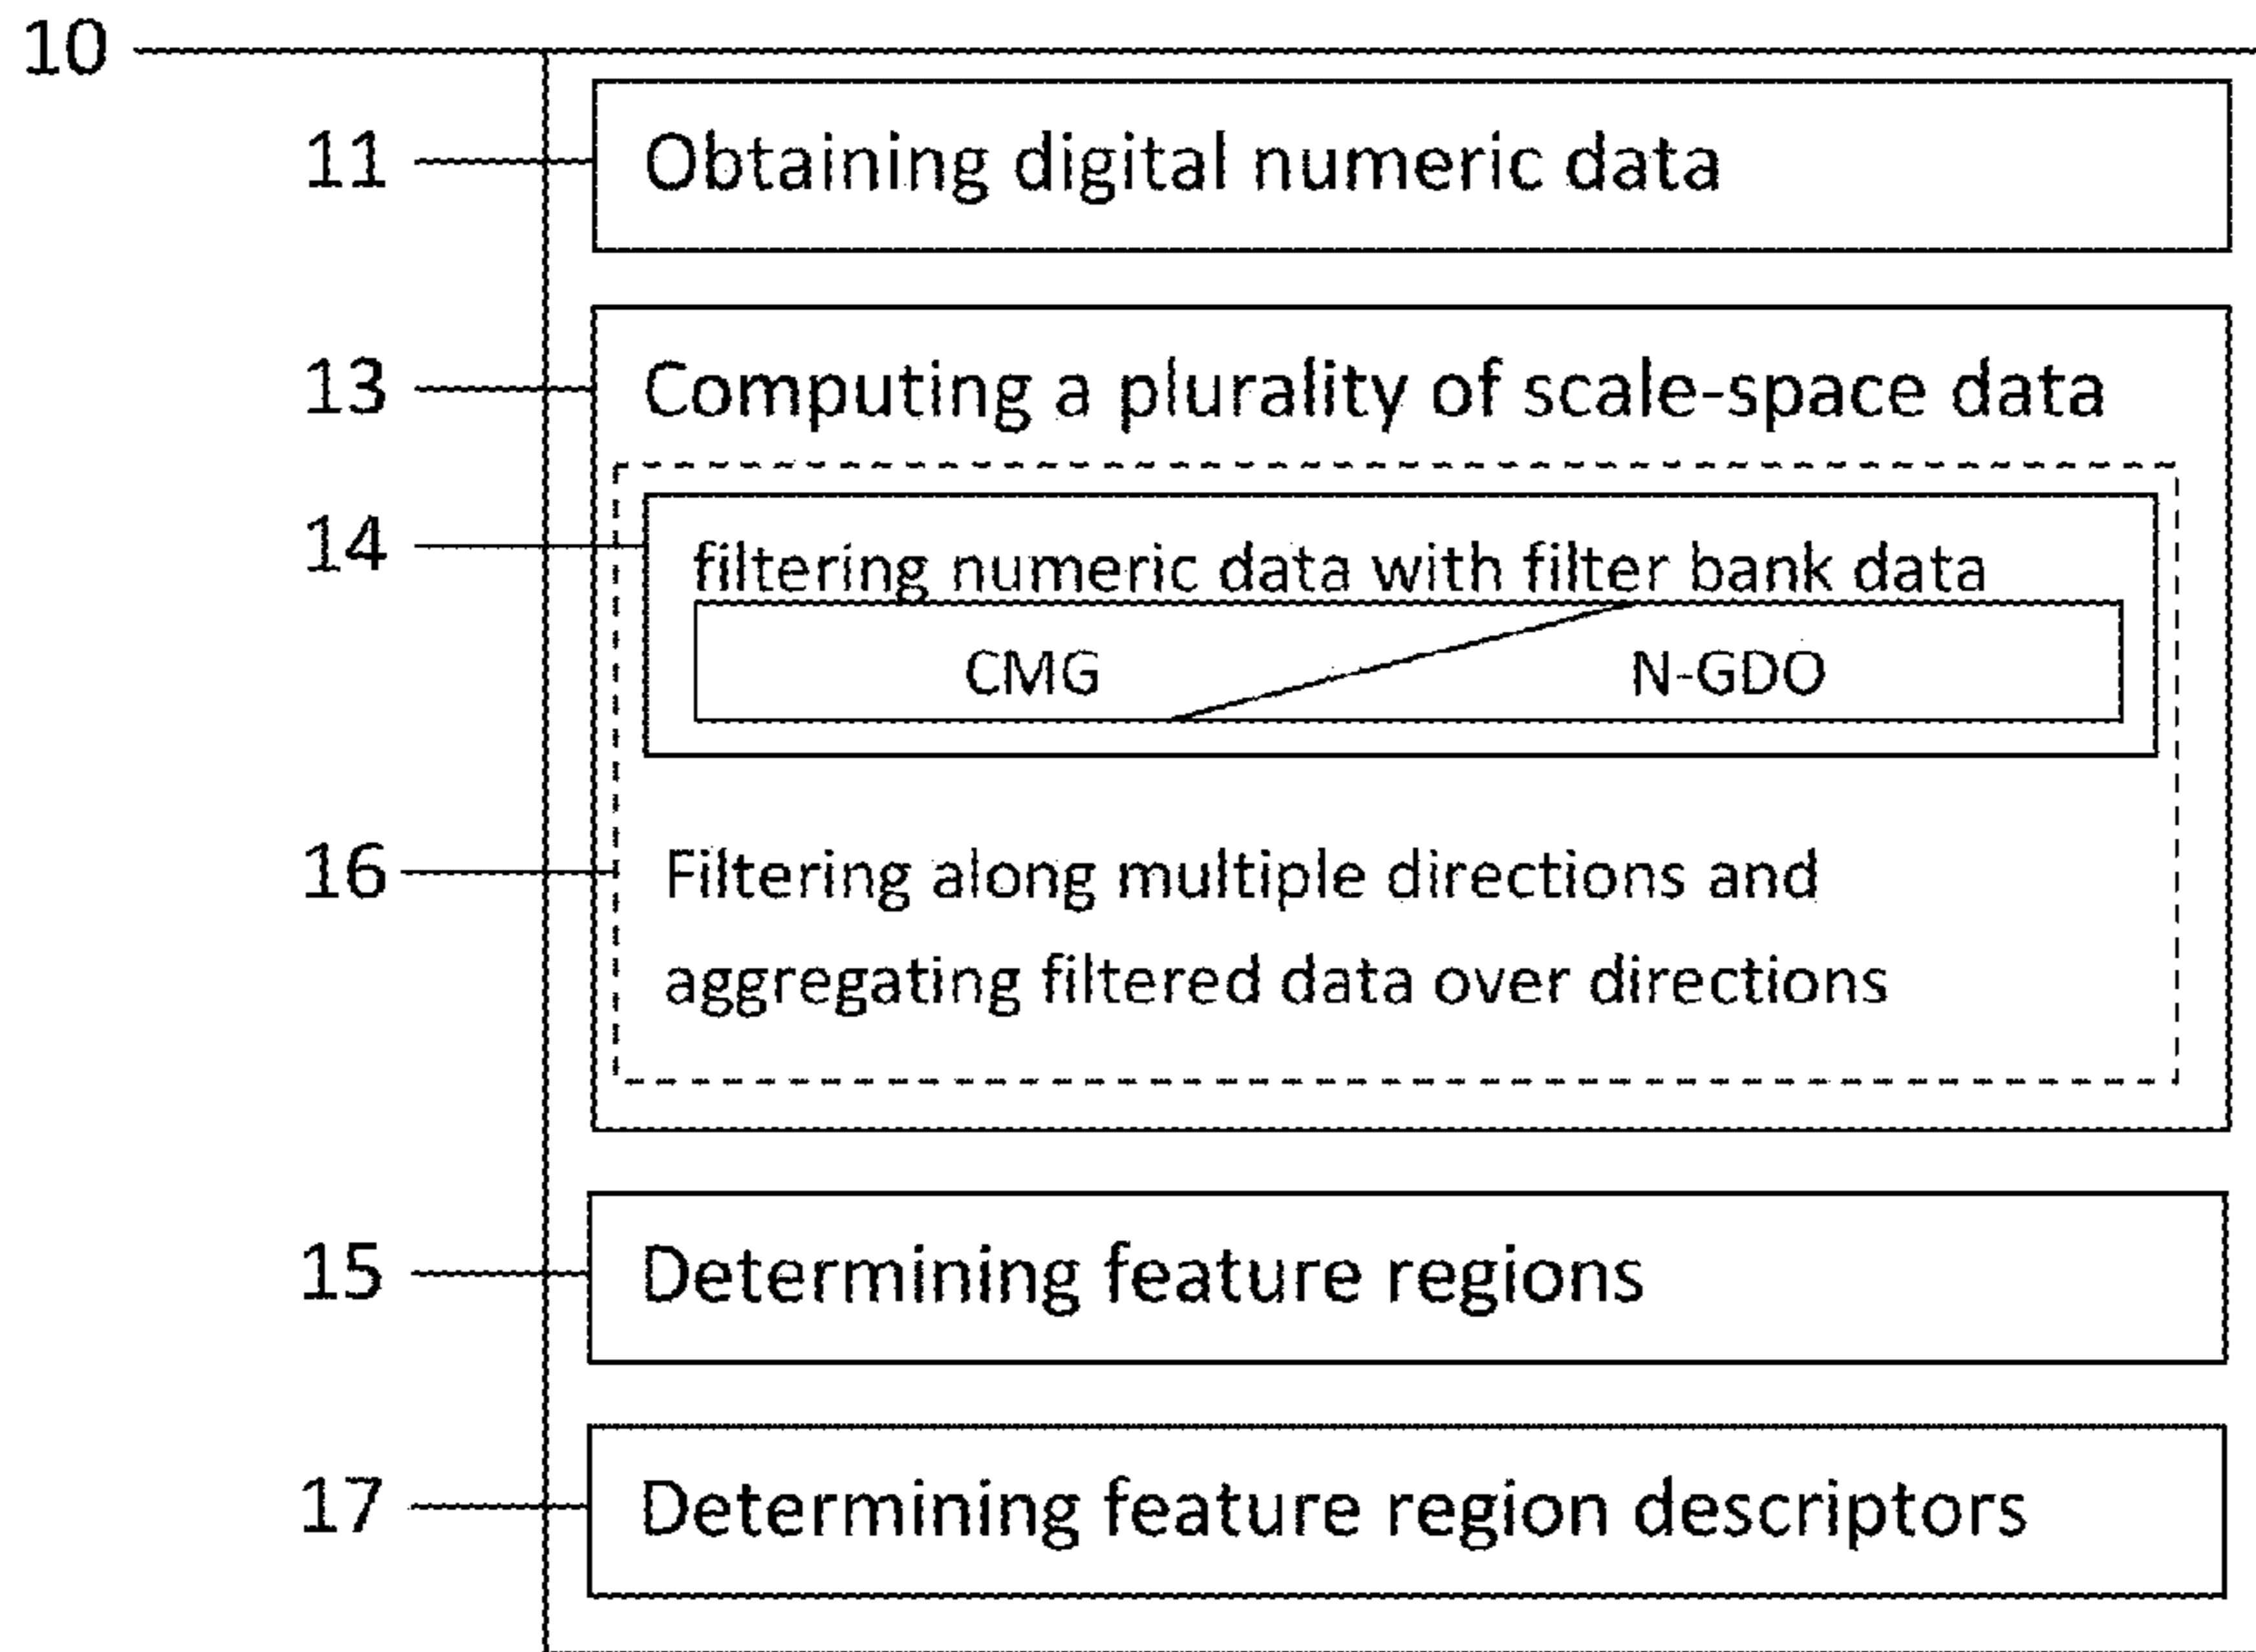 10
11 Obtaining digital numeric data
13 Computing a plurality of scale-space data
14 filtering numeric data with filter bank data
CMG N-GDO
16 Filtering along multiple directions and
aggregating filtered data over directions
15 Determining feature regions
17 Determining feature region descriptors